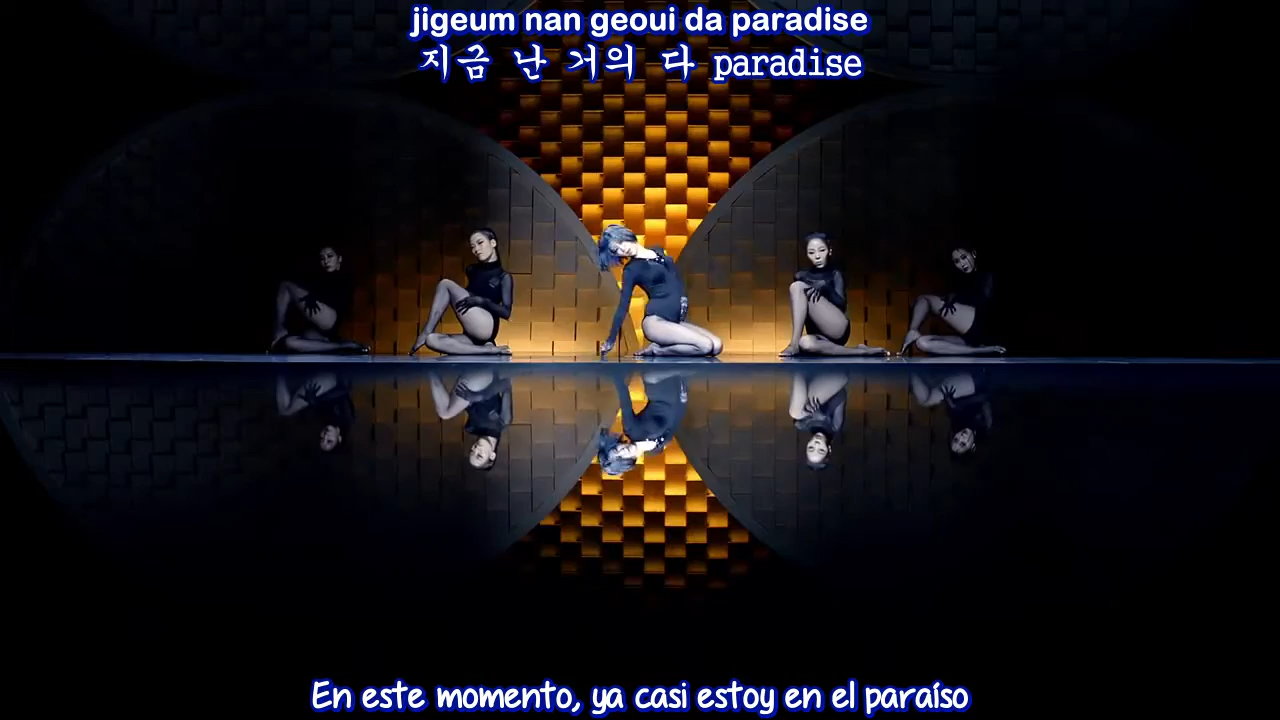 jigeum nan geoui da paradise
지금 난 거의 다 paradise
En este momento, ya casi estoy en el paraíso